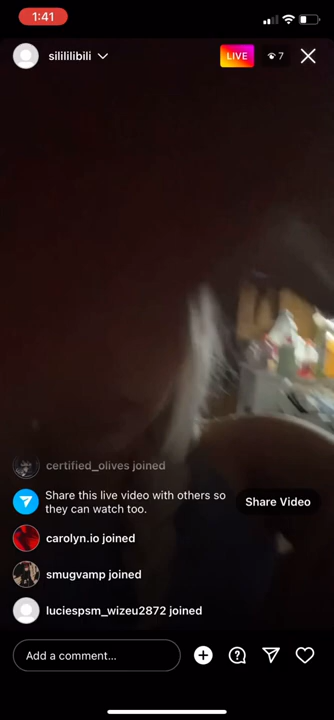 1:41
silililibili
LIVE
7
certified_olives joined
Share this live video with others so
they can watch too.
Share Video
carolyn.io joined
smugvamp joined
luciespsm_wizeu2872 joined
Add a comment...